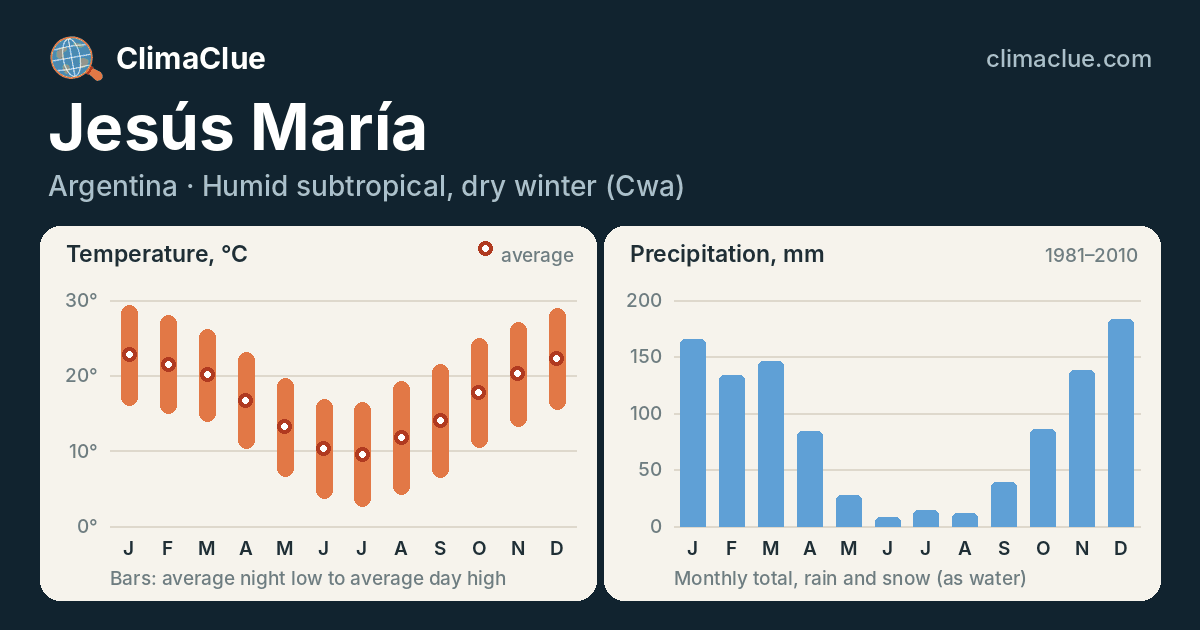 ClimaClue
climaclue.com
Jesús María
Argentina · Humid subtropical, dry winter (Cwa)
Temperature, °C
average
30°
20°
10°
0°
J F M A M J J A S O N D
Bars: average night low to average day high
Precipitation, mm
1981–2010
200
150
100
50
0
J F M A M J J A S O N D
Monthly total, rain and snow (as water)